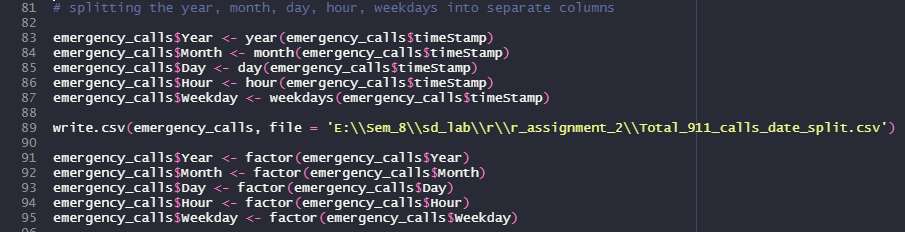 81 # splitting the year, month, day, hour, weekdays into separate columns
82
83 emergency_calls$Year <- year(emergency_calls$timeStamp)
84 emergency_calls$Month <- month(emergency_calls$timeStamp)
85 emergency_calls$Day <- day(emergency_calls$timeStamp)
86 emergency_calls$Hour <- hour(emergency_calls$timeStamp)
87 emergency_calls$Weekday <- weekdays(emergency_calls$timeStamp)
88
89 write.csv(emergency_calls, file = 'E:\\Sem_8\\sd_lab\\r\\r_assignment_2\\Total_911_calls_date_split.csv')
90
91 emergency_calls$Year <- factor(emergency_calls$Year)
92 emergency_calls$Month <- factor(emergency_calls$Month)
93 emergency_calls$Day <- factor(emergency_calls$Day)
94 emergency_calls$Hour <- factor(emergency_calls$Hour)
95 emergency_calls$Weekday <- factor(emergency_calls$Weekday)